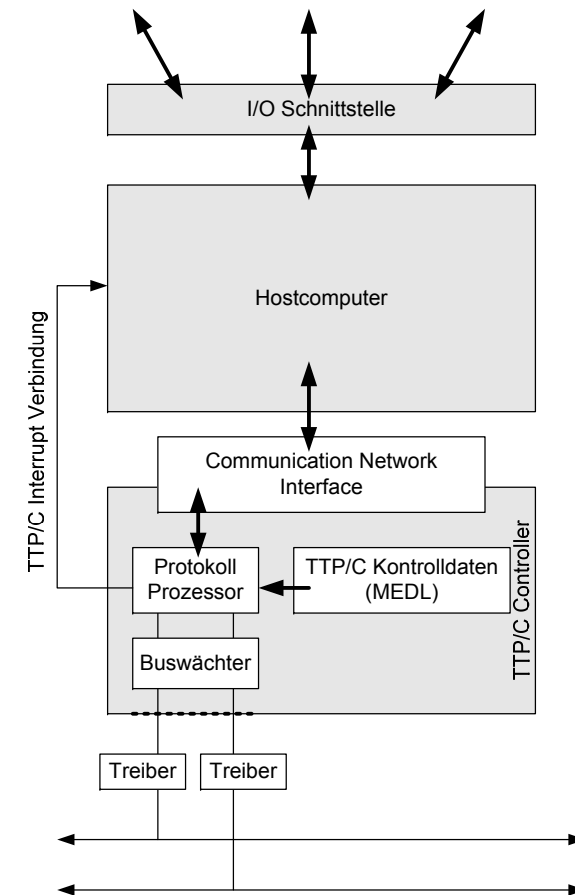 I/O Schnittstelle
Hostcomputer
TTP/C Interrupt Verbindung
Communication Network
Interface
Protokoll
Prozessor
TTP/C Kontrolldaten
(MEDL)
TTP/C Controller
Buswächter
Treiber
Treiber